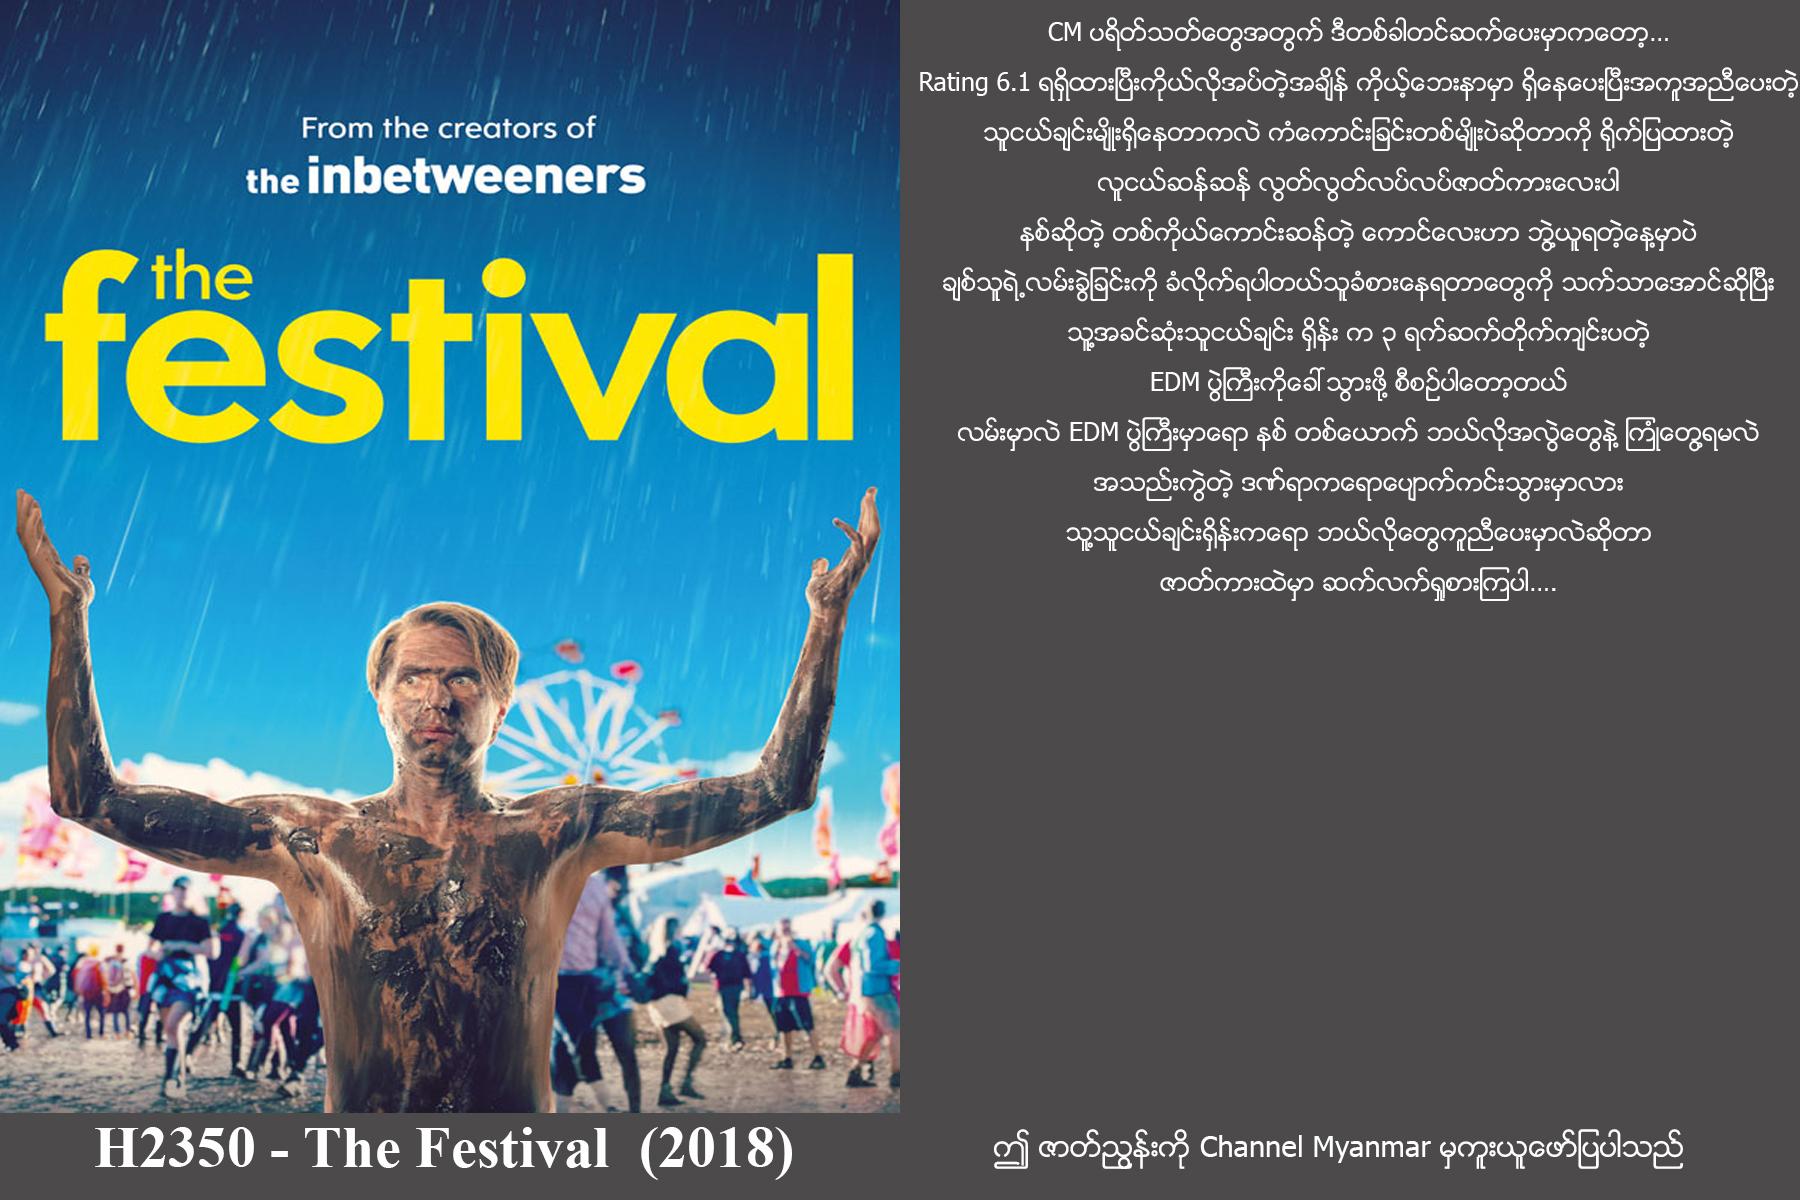 From the creators of
the inbetweeners
the
festival
H2350 - The Festival (2018)
CM ပရိတ်သတ်တွေအတွက် ဒီတစ်ခါတင်ဆက်ပေးမှာကတော့...
Rating 6.1 ရရှိထားပြီးကိုယ်လိုအပ်တဲ့အချိန် ကိုယ့်ဘေးနာမှာ ရှိနေပေးပြီးအကူအညီပေးတဲ့
သူငယ်ချင်းမျိုးရှိနေတာကလဲ ကံကောင်းခြင်းတစ်မျိုးပဲဆိုတာကို ရိုက်ပြထားတဲ့
လူငယ်ဆန်ဆန် လွတ်လွတ်လပ်လပ်ဇာတ်ကားလေးပါ
နစ်ဆိုတဲ့ တစ်ကိုယ်ကောင်းဆန်တဲ့ ကောင်လေးဟာ ဘွဲ့ယူရတဲ့နေ့မှာပဲ
ချစ်သူရဲ့လမ်းခွဲခြင်းကို ခံလိုက်ရပါတယ်သူခံစားနေရတာတွေကို သက်သာအောင်ဆိုပြီး
သူ့အခင်ဆုံးသူငယ်ချင်း ရှိန်း က ၃ ရက်ဆက်တိုက်ကျင်းပတဲ့
EDM ပွဲကြီးကိုခေါ်သွားဖို့ စီစဉ်ပါတော့တယ်
လမ်းမှာလဲ EDM ပွဲကြီးမှာရော နစ် တစ်ယောက် ဘယ်လိုအလွဲတွေနဲ့ ကြုံတွေ့ရမလဲ
အသည်းကွဲတဲ့ ဒဏ်ရာကရောပျောက်ကင်းသွားမှာလား
သူ့သူငယ်ချင်းရှိန်းကရော ဘယ်လိုတွေကူညီပေးမှာလဲဆိုတာ
ဇာတ်ကားထဲမှာ ဆက်လက်ရှုစားကြပါ....
ဤ ဇာတ်ညွှန်းကို Channel Myanmar မှကူးယူဖော်ပြပါသည်